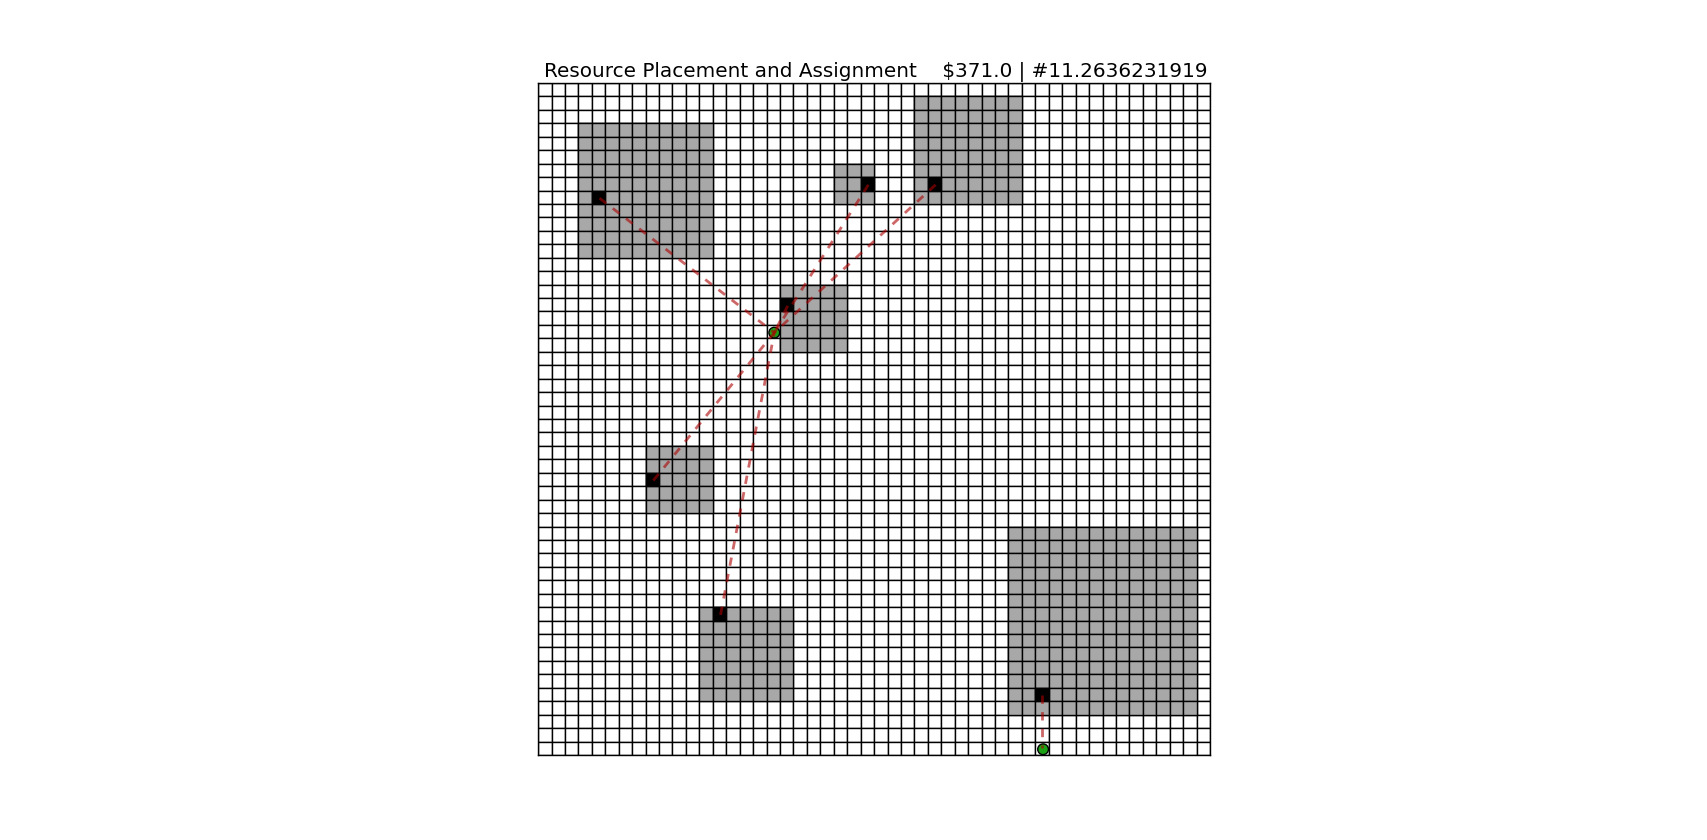 Resource Placement and Assignment    $371.0 | #11.2636231919